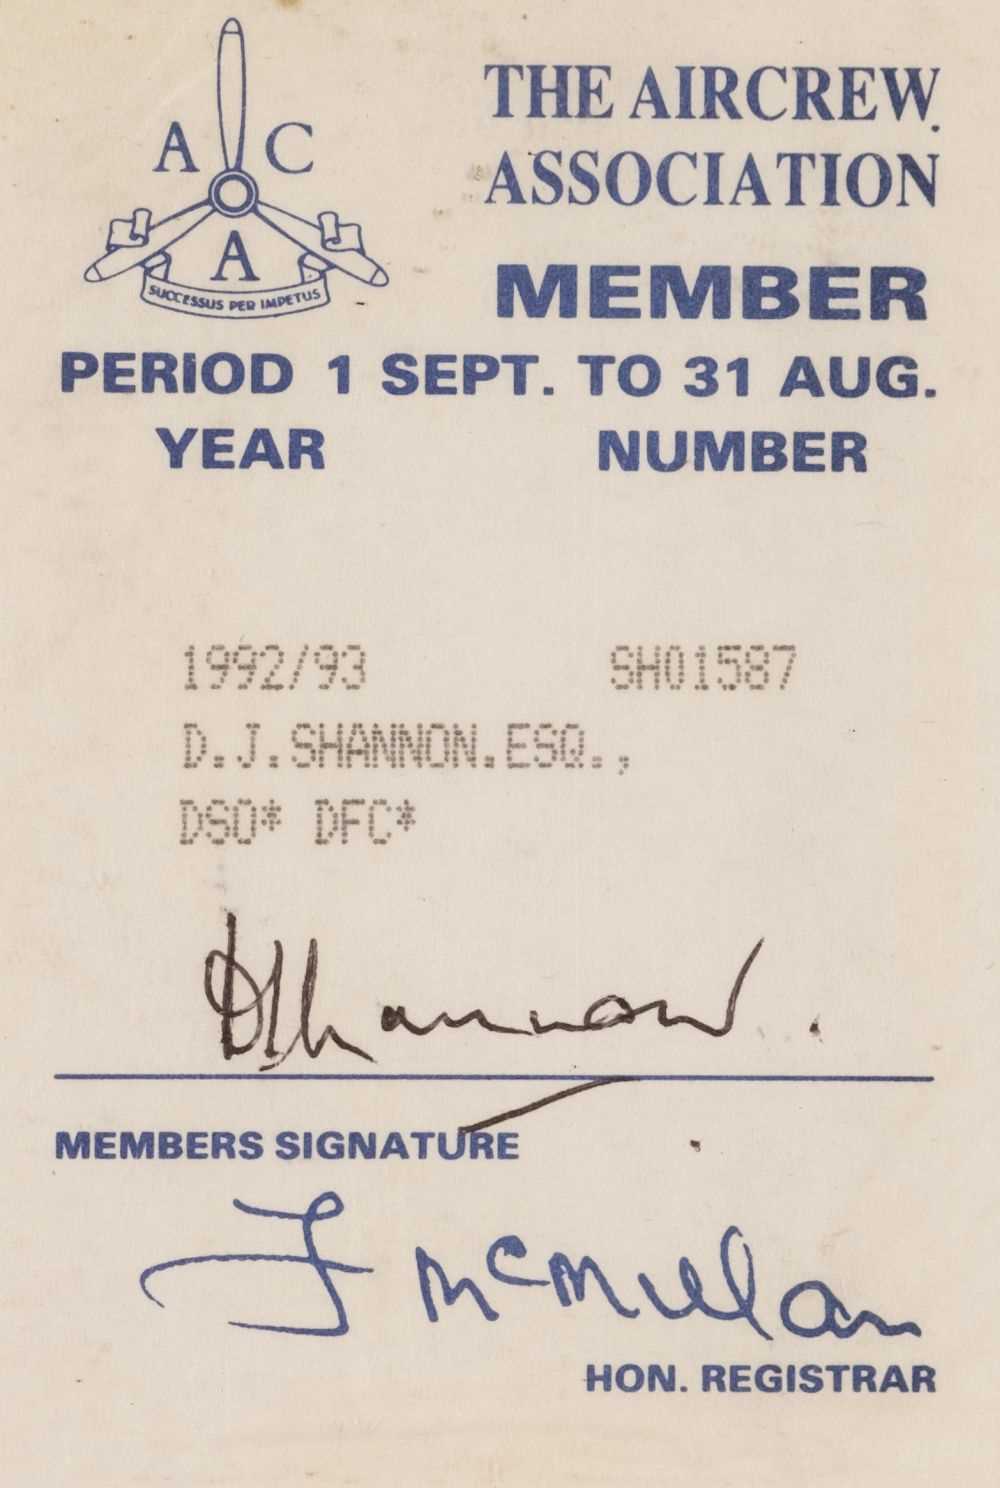 A C
A
SUCCESSUS PER IMPETUS
THE AIRCREW
ASSOCIATION
MEMBER
PERIOD 1 SEPT. TO 31 AUG.
YEAR NUMBER
1992/93 SH01587
D.J.SHANNON.ESQ.,
DSO* DFC*
DJShannon.
MEMBERS SIGNATURE
J McMullan
HON. REGISTRAR